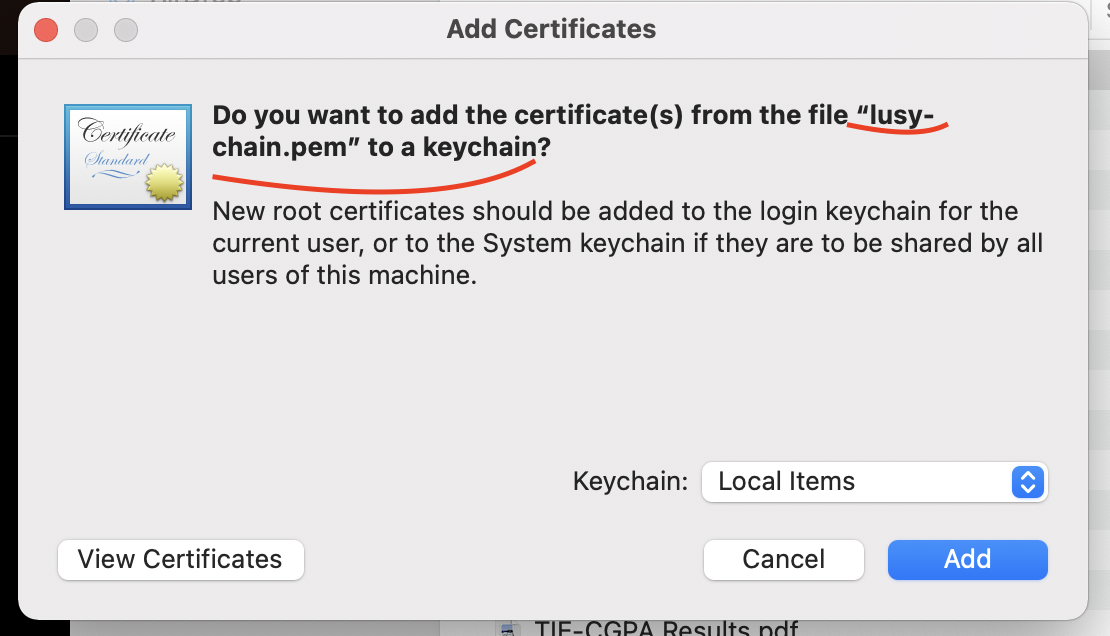 Add Certificates
Certificate
Standard
Do you want to add the certificate(s) from the file “lusy-
chain.pem” to a keychain?
New root certificates should be added to the login keychain for the
current user, or to the System keychain if they are to be shared by all
users of this machine.
Keychain: Local Items
View Certificates Cancel Add
TIE-CGPA Results.pdf